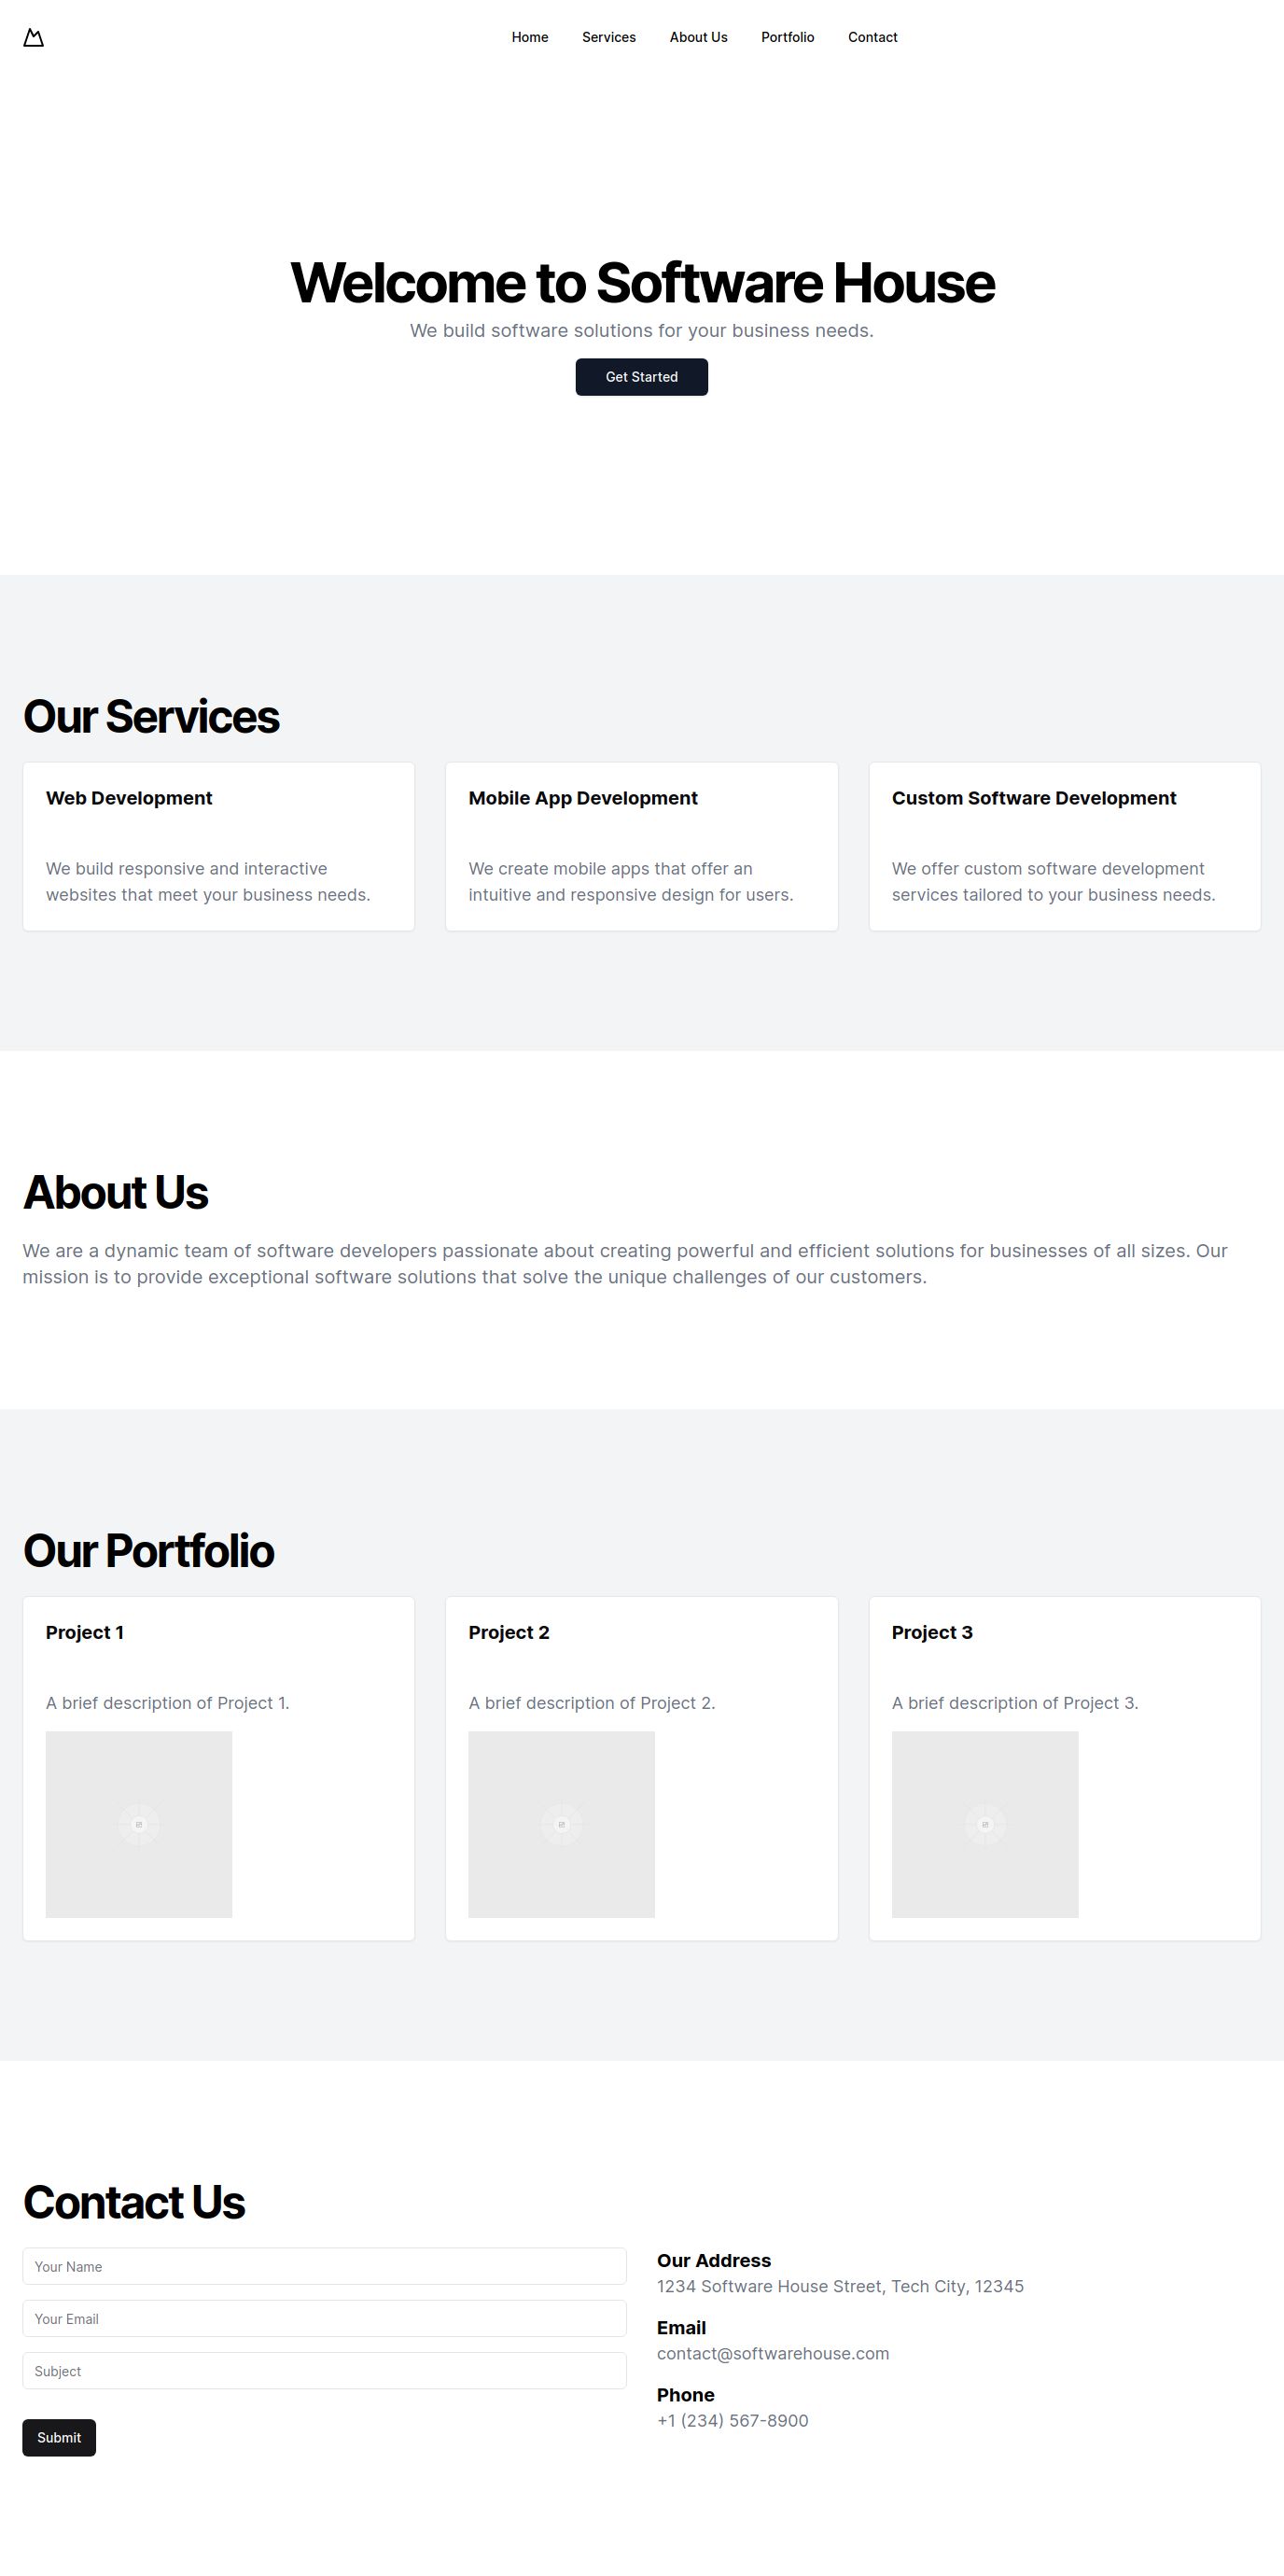 Home Services About Us Portfolio Contact
Welcome to Software House
We build software solutions for your business needs.
Get Started
Our Services
Web Development
We build responsive and interactive
websites that meet your business needs.
Mobile App Development
We create mobile apps that offer an
intuitive and responsive design for users.
Custom Software Development
We offer custom software development
services tailored to your business needs.
About Us
We are a dynamic team of software developers passionate about creating powerful and efficient solutions for businesses of all sizes. Our
mission is to provide exceptional software solutions that solve the unique challenges of our customers.
Our Portfolio
Project 1
A brief description of Project 1.
Project 2
A brief description of Project 2.
Project 3
A brief description of Project 3.
Contact Us
Your Name
Your Email
Subject
Submit
Our Address
1234 Software House Street, Tech City, 12345
Email
contact@softwarehouse.com
Phone
+1 (234) 567-8900